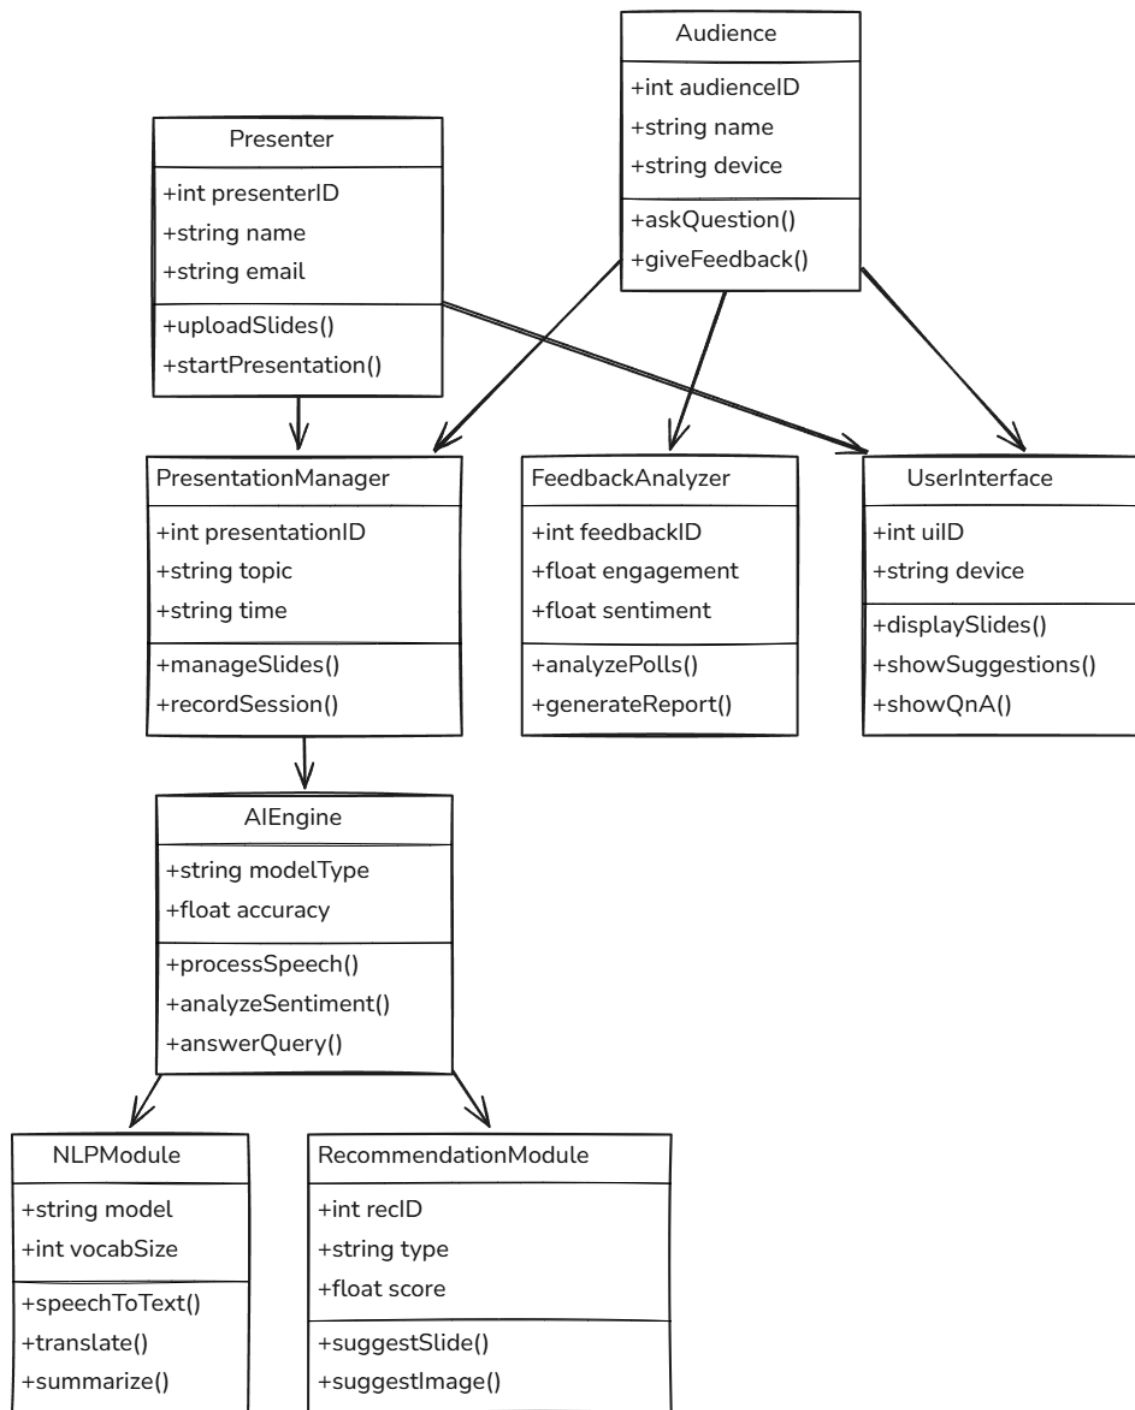 Audience
+int audienceID
+string name
+string device
+askQuestion()
+giveFeedback()
Presenter
+int presenterID
+string name
+string email
+uploadSlides()
+startPresentation()
PresentationManager
+int presentationID
+string topic
+string time
+manageSlides()
+recordSession()
FeedbackAnalyzer
+int feedbackID
+float engagement
+float sentiment
+analyzePolls()
+generateReport()
UserInterface
+int uiID
+string device
+displaySlides()
+showSuggestions()
+showQnA()
AIEngine
+string modelType
+float accuracy
+processSpeech()
+analyzeSentiment()
+answerQuery()
NLPModule
+string model
+int vocabSize
+speechToText()
+translate()
+summarize()
RecommendationModule
+int recID
+string type
+float score
+suggestSlide()
+suggestImage()